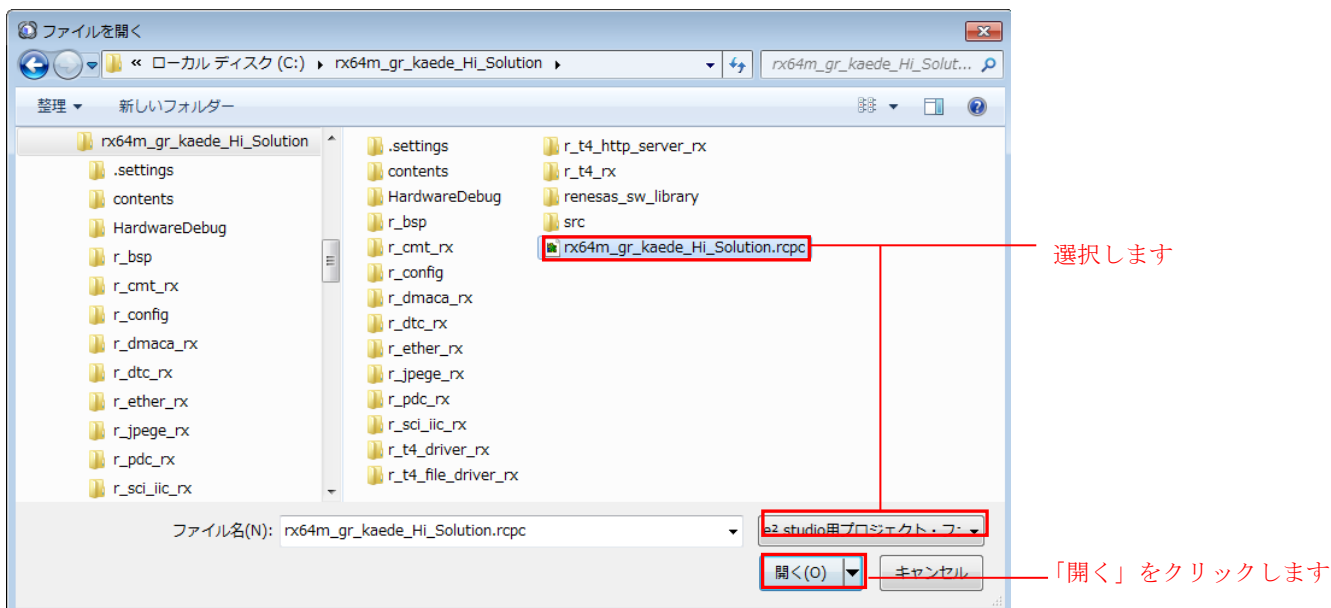 ファイルを開く
« ローカル ディスク (C:) ▸ rx64m_gr_kaede_Hi_Solution ▸
rx64m_gr_kaede_Hi_Solut...
整理 ▼ 新しいフォルダー
rx64m_gr_kaede_Hi_Solution
.settings
contents
HardwareDebug
r_bsp
r_cmt_rx
r_config
r_dmaca_rx
r_dtc_rx
r_ether_rx
r_jpege_rx
r_pdc_rx
r_sci_iic_rx
.settings
contents
HardwareDebug
r_bsp
r_cmt_rx
r_config
r_dmaca_rx
r_dtc_rx
r_ether_rx
r_jpege_rx
r_pdc_rx
r_sci_iic_rx
r_t4_driver_rx
r_t4_file_driver_rx
r_t4_http_server_rx
r_t4_rx
renesas_sw_library
src
rx64m_gr_kaede_Hi_Solution.rcpc
選択します
ファイル名(N): rx64m_gr_kaede_Hi_Solution.rcpc
e² studio用プロジェクト・フ
開く(O)
キャンセル
「開く」をクリックします